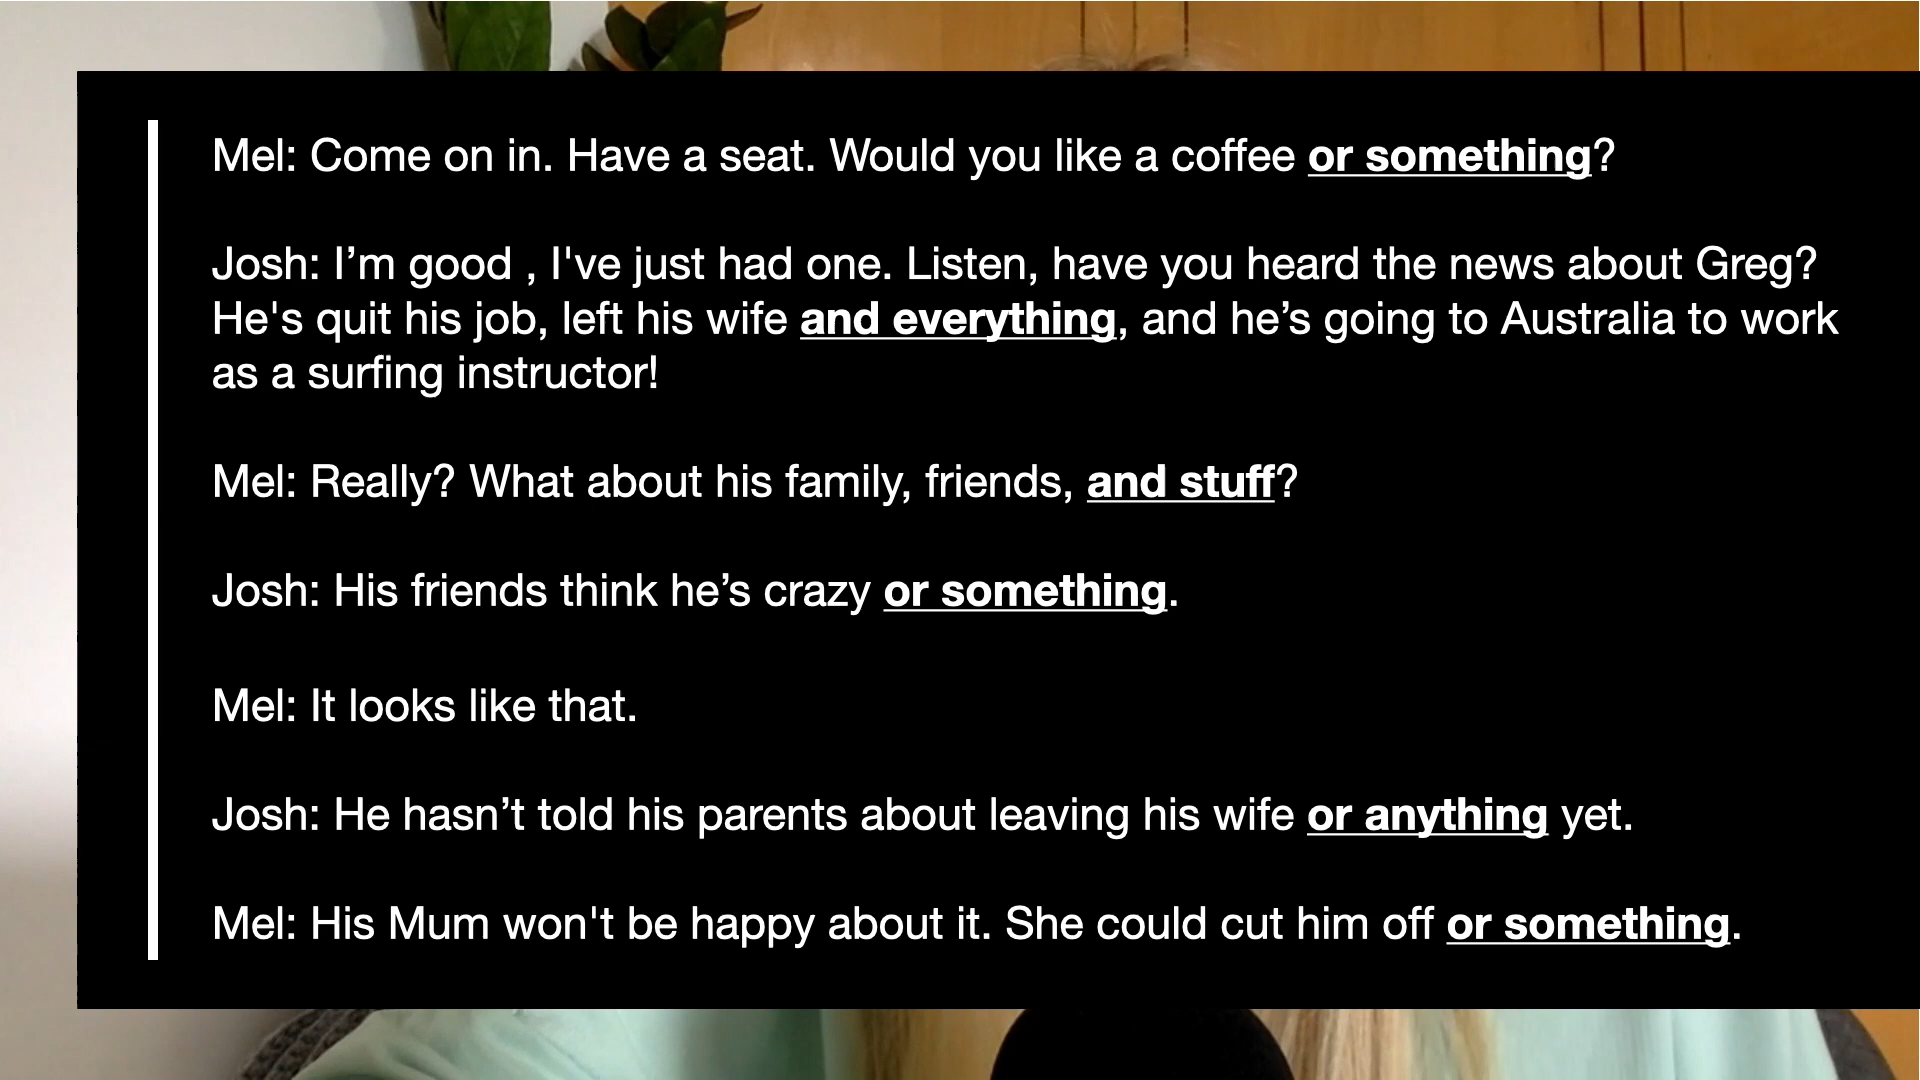 Mel: Come on in. Have a seat. Would you like a coffee or something?
Josh: I’m good , I've just had one. Listen, have you heard the news about Greg?
He's quit his job, left his wife and everything, and he’s going to Australia to work
as a surfing instructor!
Mel: Really? What about his family, friends, and stuff?
Josh: His friends think he’s crazy or something.
Mel: It looks like that.
Josh: He hasn’t told his parents about leaving his wife or anything yet.
Mel: His Mum won't be happy about it. She could cut him off or something.